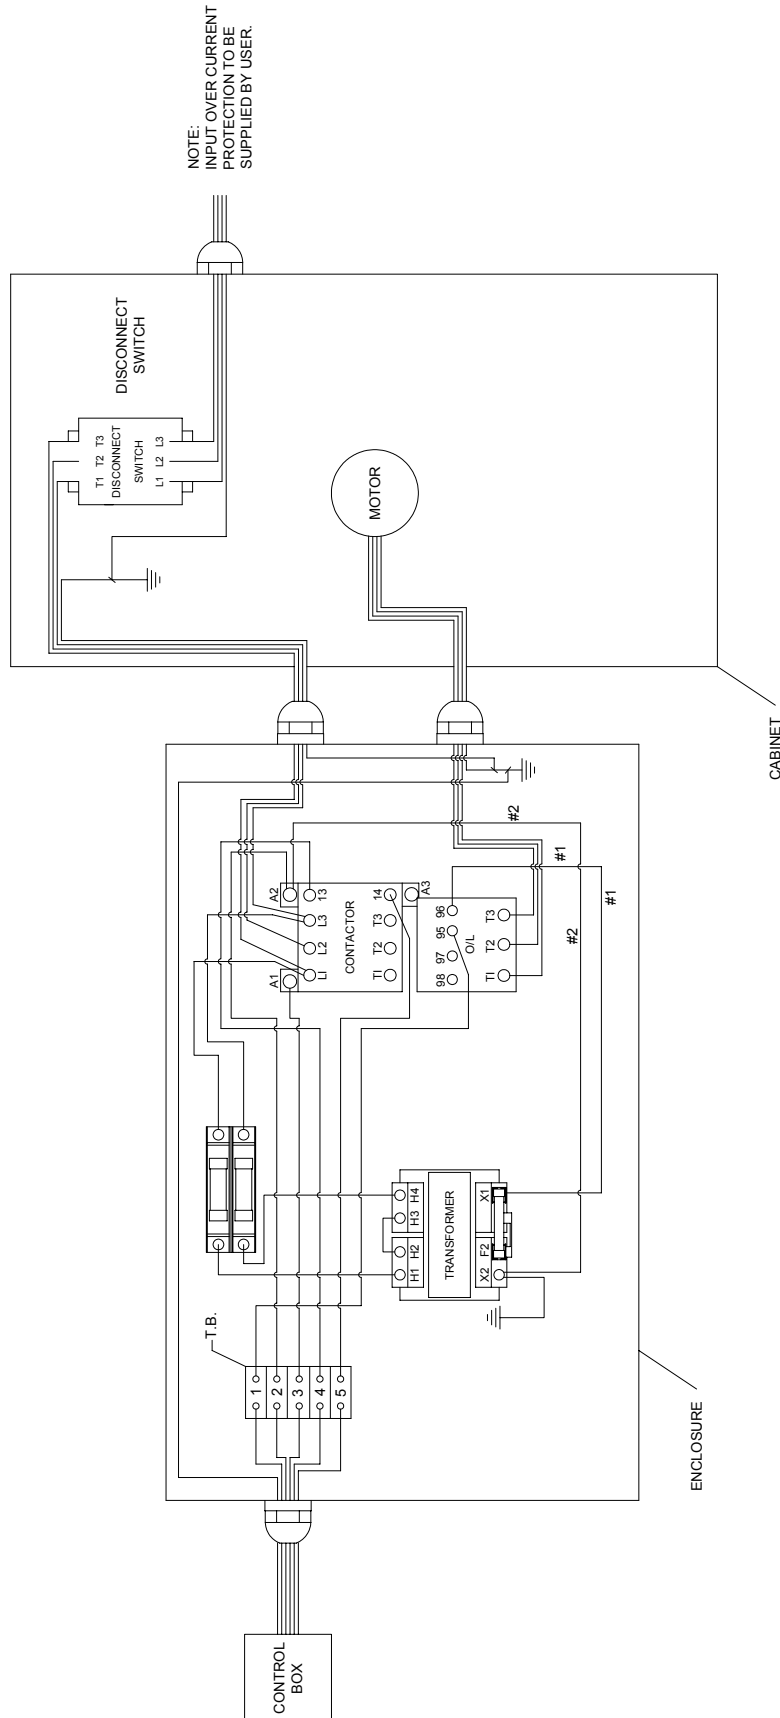 NOTE:
INPUT OVER CURRENT
PROTECTION TO BE
SUPPLIED BY USER.
DISCONNECT
SWITCH
T1 T2 T3
DISCONNECT
SWITCH
L1 L2 L3
MOTOR
CABINET
A1
A2
LI L2 L3 13
CONTACTOR
TI T2 T3 14
A3
98 97 95 96
O/L
TI T2 T3
#2
#1
#2
#1
H1 H2 H3 H4
TRANSFORMER
X2 F2 X1
T.B.
1
2
3
4
5
ENCLOSURE
CONTROL
BOX